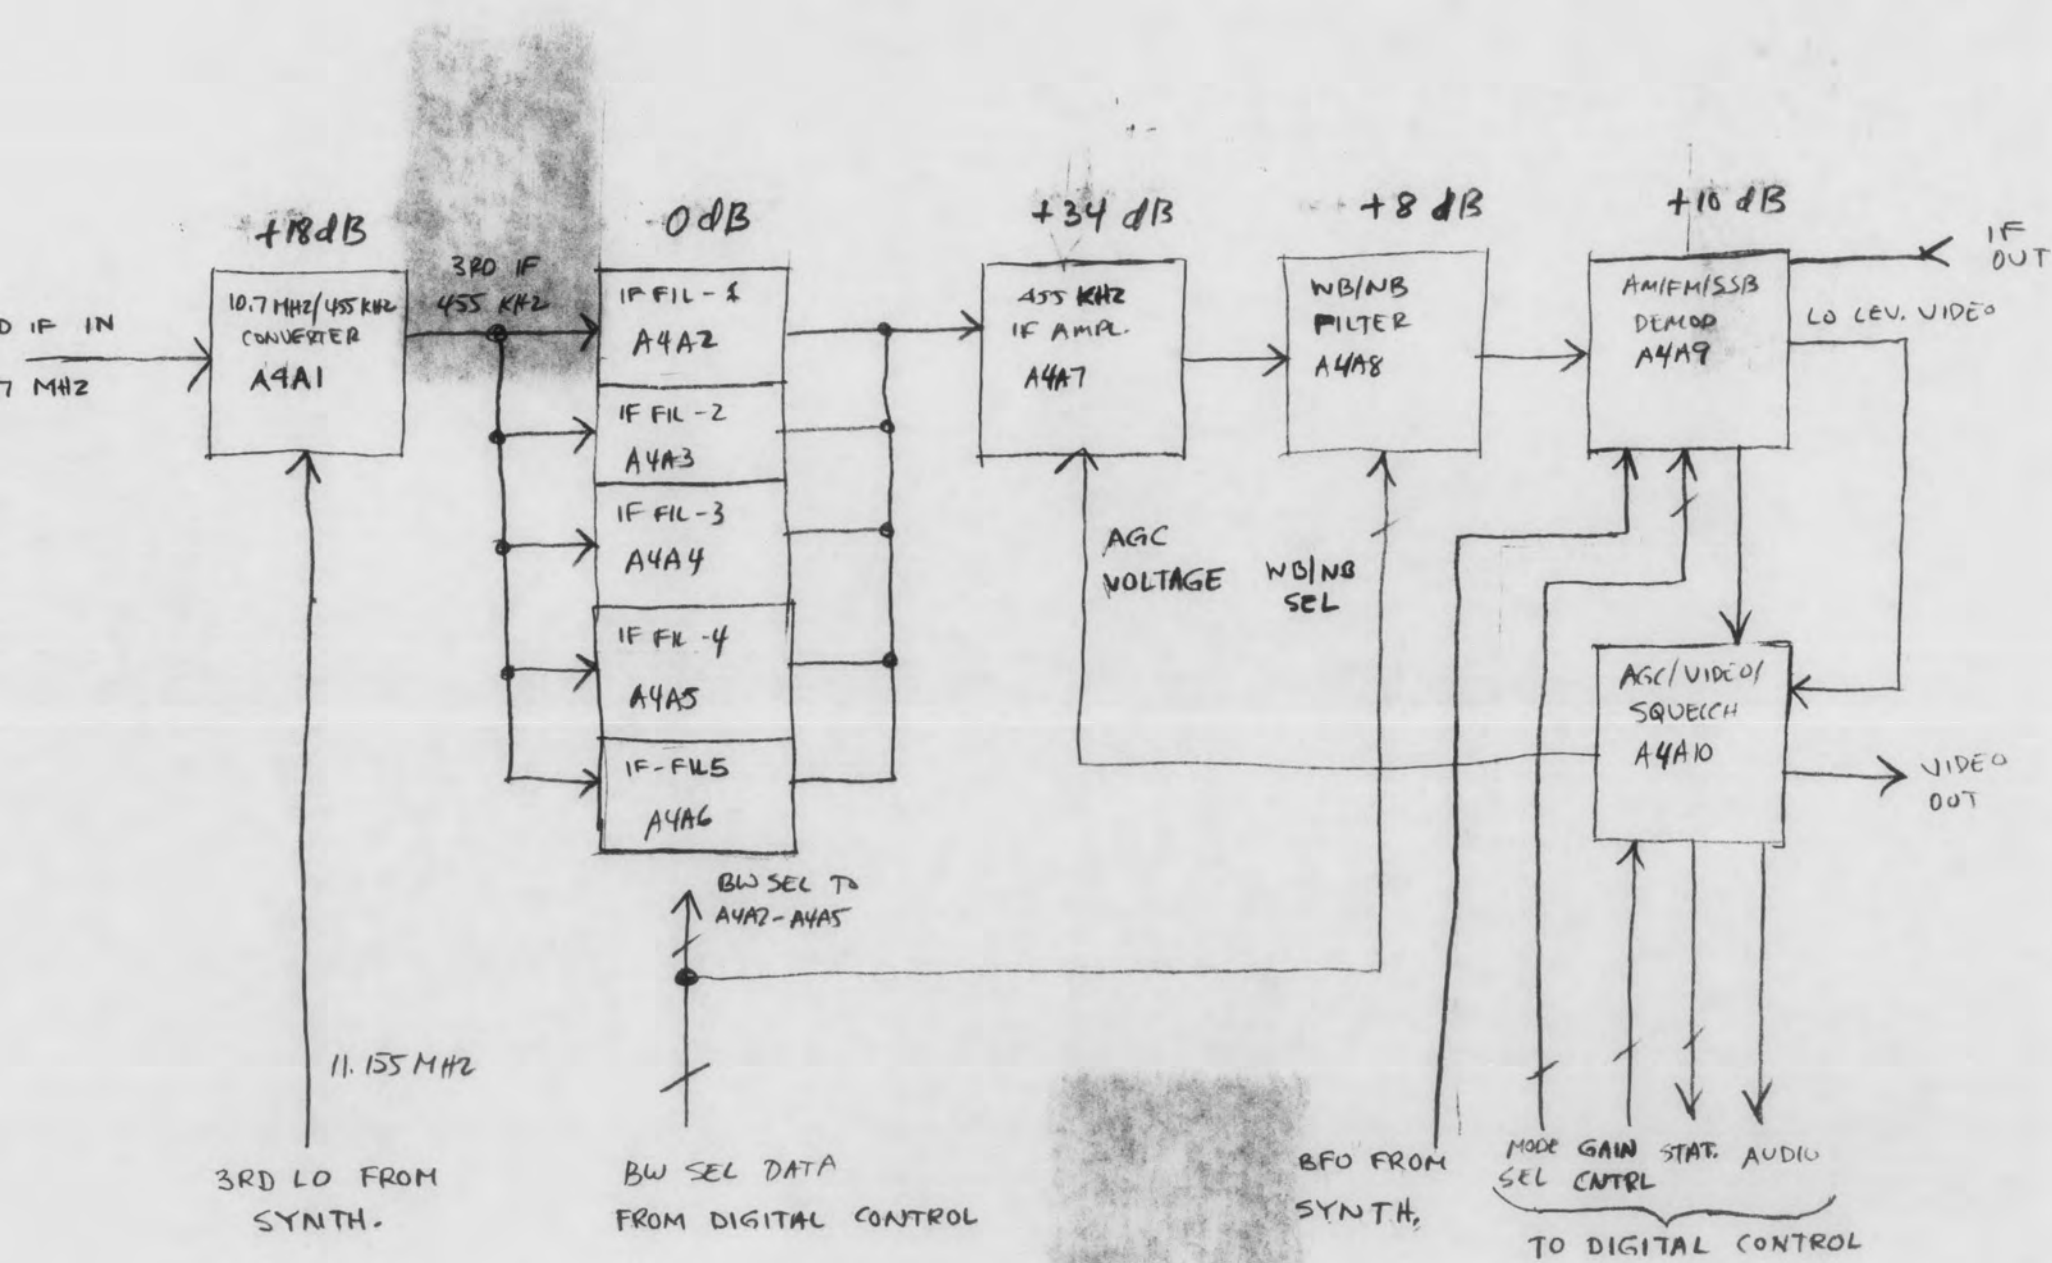 +18dB
0dB
+34 dB
+8 dB
+10 dB
D IF IN
7 MHZ
10.7 MHZ/455 KHZ
CONVERTER
A4A1
3RD IF
455 KHZ
IF FIL-1
A4A2
IF FIL-2
A4A3
IF FIL-3
A4A4
IF FIL-4
A4A5
IF-FIL5
A4A6
455 KHZ
IF AMPL.
A4A7
WB/NB
FILTER
A4A8
AM/FM/SSB
DEMOD
A4A9
IF
OUT
LO LEV. VIDEO
AGC
VOLTAGE
WB/NB
SEL
AGC/VIDEO/
SQUELCH
A4A10
VIDEO
OUT
BW SEL TO
A4A2-A4A5
11.155 MHZ
3RD LO FROM
SYNTH.
BW SEL DATA
FROM DIGITAL CONTROL
BFO FROM
SYNTH.
MODE
SEL
GAIN
CNTRL
STAT.
AUDIO
TO DIGITAL CONTROL